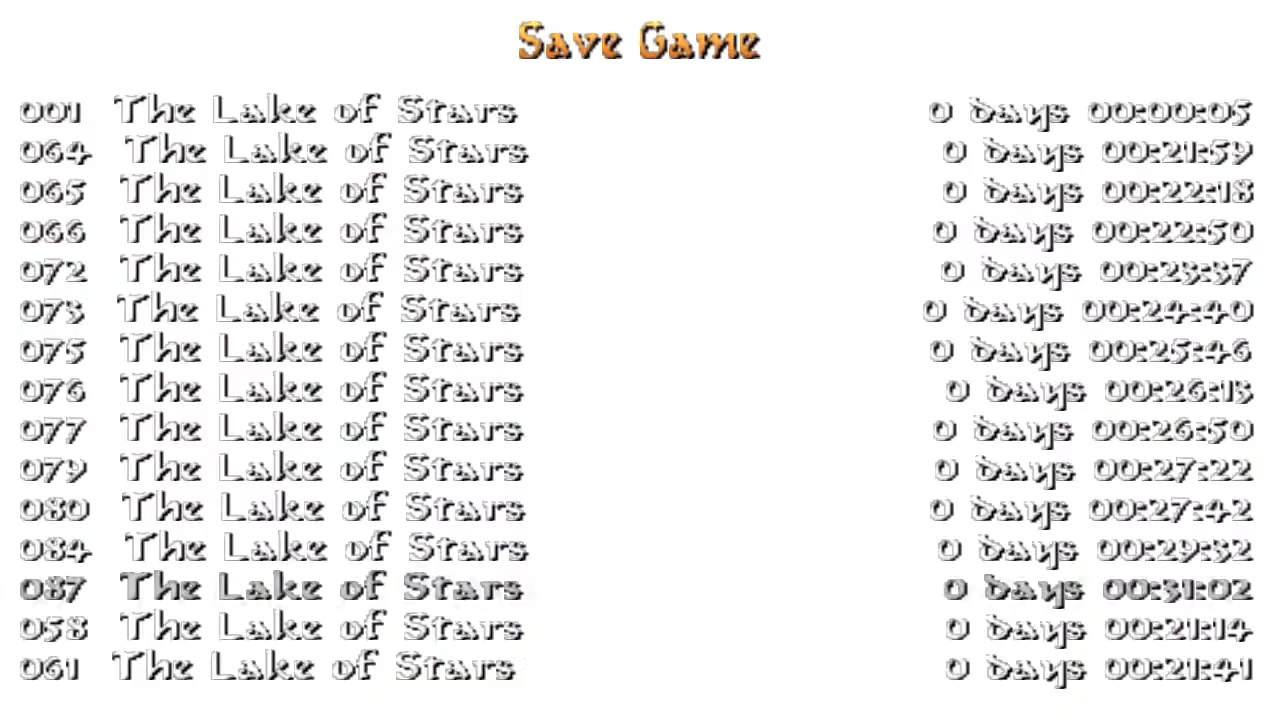 Save Game
001 The Lake of Stars 0 days 00:00:05
064 The Lake of Stars 0 days 00:21:59
065 The Lake of Stars 0 days 00:22:18
066 The Lake of Stars 0 days 00:22:50
072 The Lake of Stars 0 days 00:23:37
073 The Lake of Stars 0 days 00:24:40
075 The Lake of Stars 0 days 00:25:46
076 The Lake of Stars 0 days 00:26:13
077 The Lake of Stars 0 days 00:26:50
079 The Lake of Stars 0 days 00:27:22
080 The Lake of Stars 0 days 00:27:42
084 The Lake of Stars 0 days 00:29:32
087 The Lake of Stars 0 days 00:31:02
058 The Lake of Stars 0 days 00:21:14
061 The Lake of Stars 0 days 00:21:41